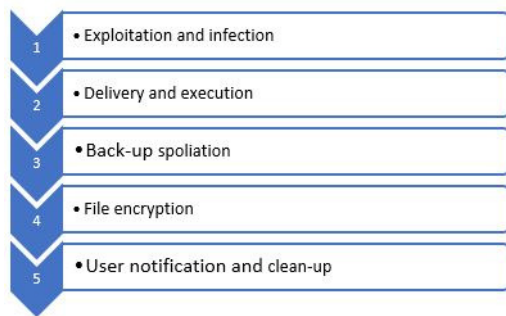 1 • Exploitation and infection
2 • Delivery and execution
3 • Back-up spoliation
4 • File encryption
5 • User notification and clean-up